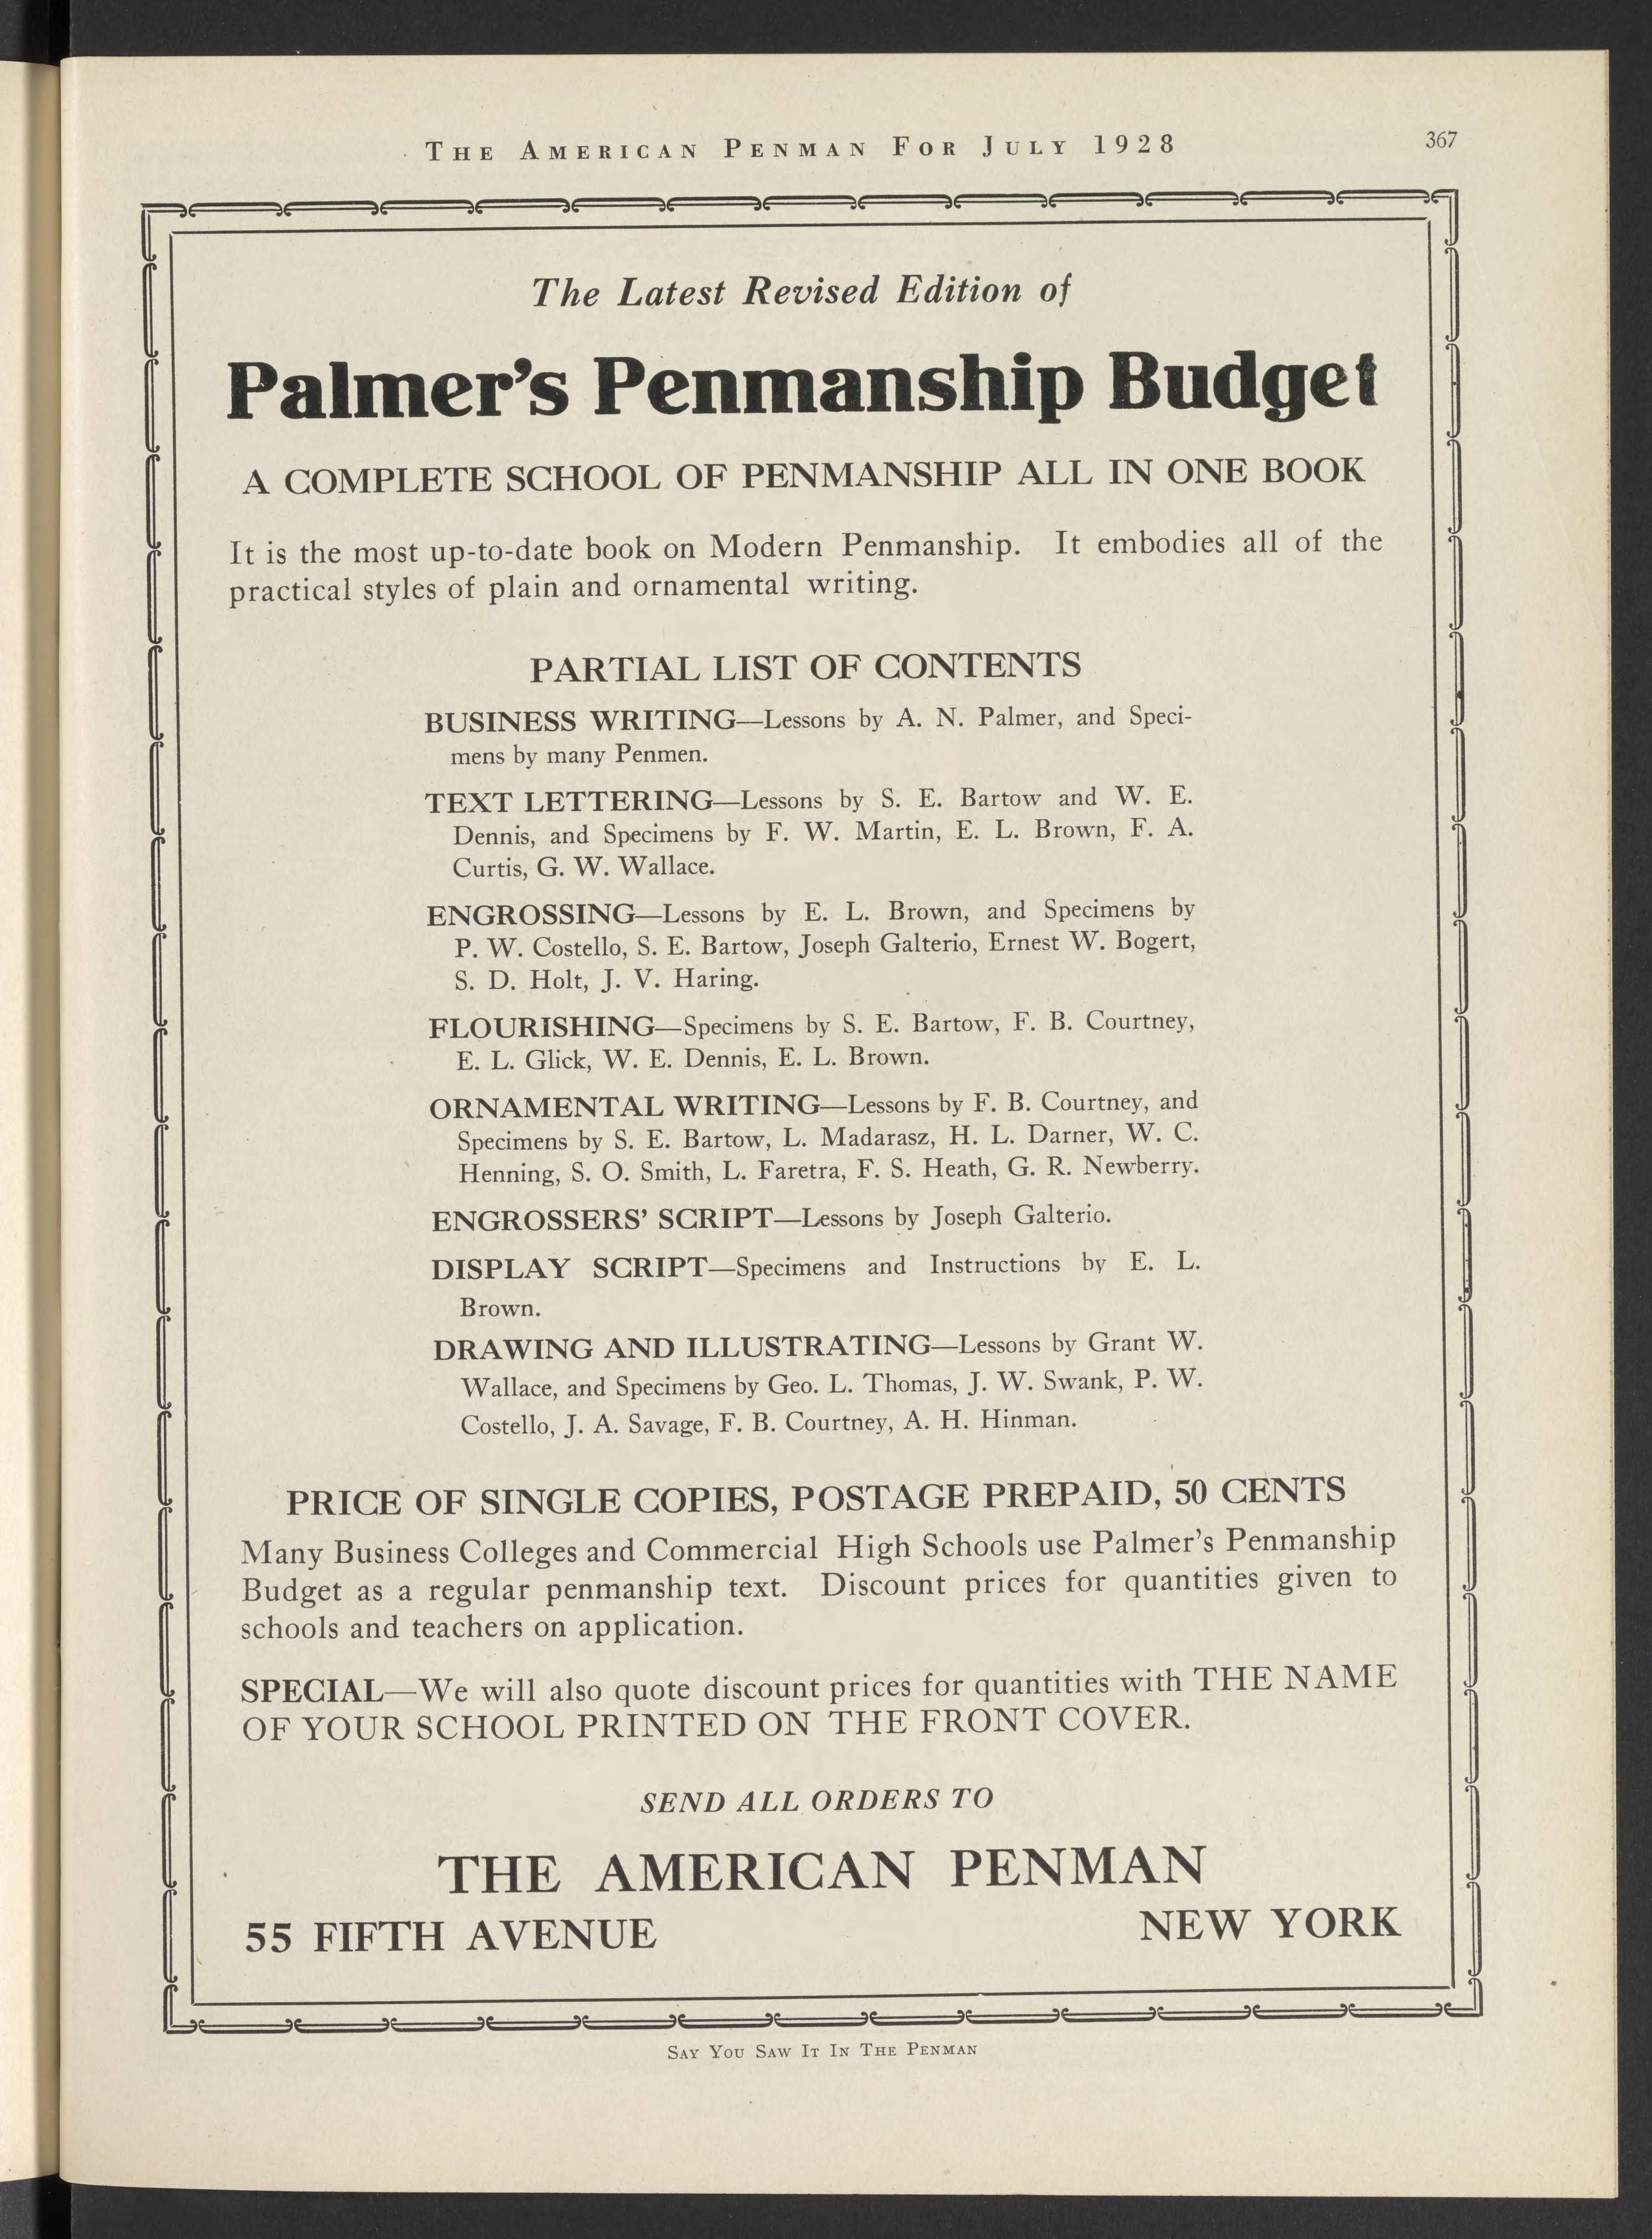 THE AMERICAN PENMAN FOR JULY 1928
367
The Latest Revised Edition of
Palmer's Penmanship Budget
A COMPLETE SCHOOL OF PENMANSHIP ALL IN ONE BOOK
It is the most up-to-date book on Modern Penmanship. It embodies all of the
practical styles of plain and ornamental writing.
PARTIAL LIST OF CONTENTS
BUSINESS WRITING—Lessons by A. N. Palmer, and Speci-
mens by many Penmen.
TEXT LETTERING—Lessons by S. E. Bartow and W. E.
Dennis, and Specimens by F. W. Martin, E. L. Brown, F. A.
Curtis, G. W. Wallace.
ENGROSSING—Lessons by E. L. Brown, and Specimens by
P. W. Costello, S. E. Bartow, Joseph Galterio, Ernest W. Bogert,
S. D. Holt, J. V. Haring.
FLOURISHING—Specimens by S. E. Bartow, F. B. Courtney,
E. L. Glick, W. E. Dennis, E. L. Brown.
ORNAMENTAL WRITING—Lessons by F. B. Courtney, and
Specimens by S. E. Bartow, L. Madarasz, H. L. Darner, W. C.
Henning, S. O. Smith, L. Faretra, F. S. Heath, G. R. Newberry.
ENGROSSERS' SCRIPT—Lessons by Joseph Galterio.
DISPLAY SCRIPT—Specimens and Instructions by E. L.
Brown.
DRAWING AND ILLUSTRATING—Lessons by Grant W.
Wallace, and Specimens by Geo. L. Thomas, J. W. Swank, P. W.
Costello, J. A. Savage, F. B. Courtney, A. H. Hinman.
PRICE OF SINGLE COPIES, POSTAGE PREPAID, 50 CENTS
Many Business Colleges and Commercial High Schools use Palmer's Penmanship
Budget as a regular penmanship text. Discount prices for quantities given to
schools and teachers on application.
SPECIAL—We will also quote discount prices for quantities with THE NAME
OF YOUR SCHOOL PRINTED ON THE FRONT COVER.
SEND ALL ORDERS TO
THE AMERICAN PENMAN
55 FIFTH AVENUE NEW YORK
SAY YOU SAW IT IN THE PENMAN